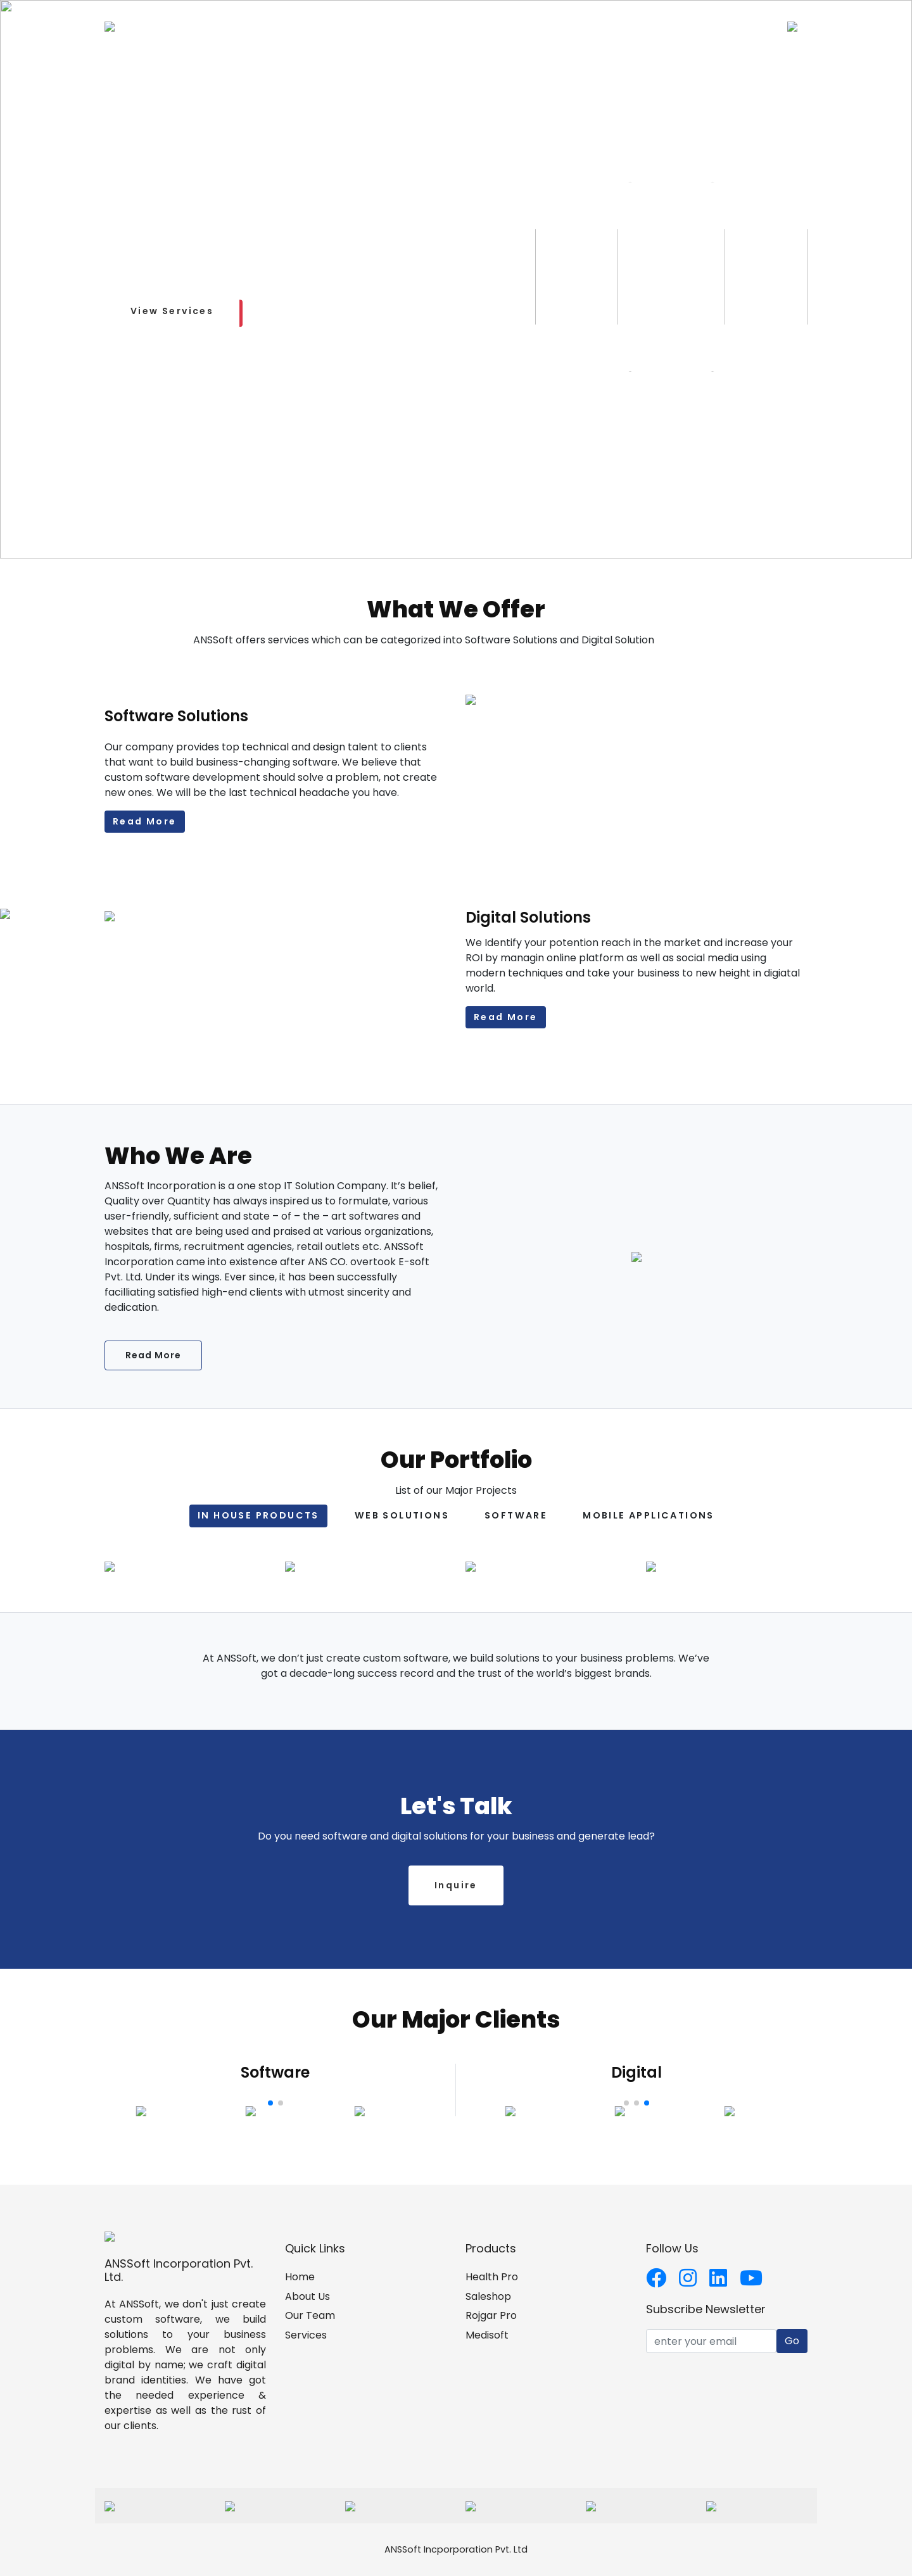 View Services
What We Offer
ANSSoft offers services which can be categorized into Software Solutions and Digital Solution
Software Solutions
Our company provides top technical and design talent to clients
that want to build business-changing software. We believe that
custom software development should solve a problem, not create
new ones. We will be the last technical headache you have.
Read More
Digital Solutions
We Identify your potention reach in the market and increase your
ROI by managin online platform as well as social media using
modern techniques and take your business to new height in digiatal
world.
Read More
Who We Are
ANSSoft Incorporation is a one stop IT Solution Company. It’s belief,
Quality over Quantity has always inspired us to formulate, various
user-friendly, sufficient and state – of – the – art softwares and
websites that are being used and praised at various organizations,
hospitals, firms, recruitment agencies, retail outlets etc. ANSSoft
Incorporation came into existence after ANS CO. overtook E-soft
Pvt. Ltd. Under its wings. Ever since, it has been successfully
facilliating satisfied high-end clients with utmost sincerity and
dedication.
Read More
Our Portfolio
List of our Major Projects
IN HOUSE PRODUCTS WEB SOLUTIONS SOFTWARE MOBILE APPLICATIONS
At ANSSoft, we don’t just create custom software, we build solutions to your business problems. We’ve
got a decade-long success record and the trust of the world’s biggest brands.
Let's Talk
Do you need software and digital solutions for your business and generate lead?
Inquire
Our Major Clients
Software
Digital
ANSSoft Incorporation Pvt.
Ltd.
At ANSSoft, we don't just create
custom software, we build
solutions to your business
problems. We are not only
digital by name; we craft digital
brand identities. We have got
the needed experience &
expertise as well as the rust of
our clients.
Quick Links
Home
About Us
Our Team
Services
Products
Health Pro
Saleshop
Rojgar Pro
Medisoft
Follow Us
Subscribe Newsletter
enter your email Go
ANSSoft Incporporation Pvt. Ltd